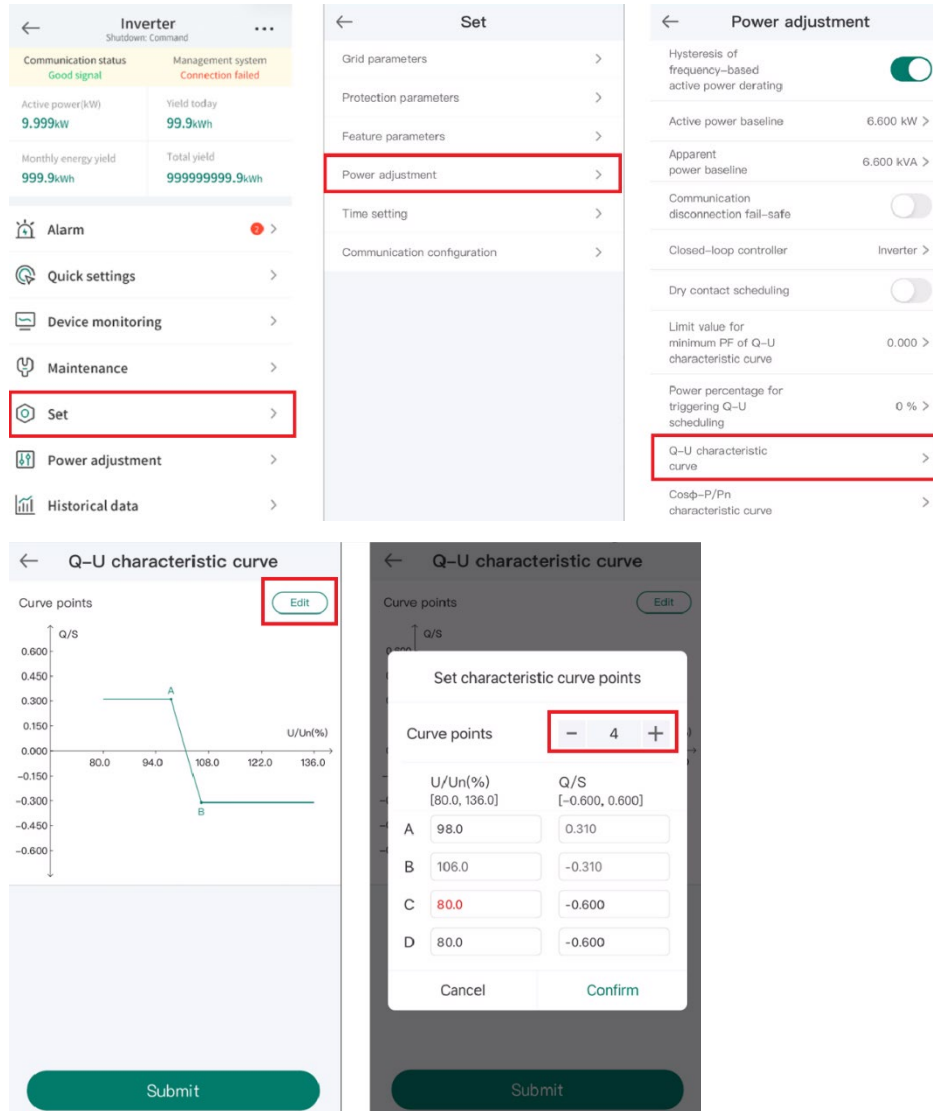 Inverter
Shutdown: Command
...
Communication status
Good signal
Management system
Connection failed
Active power(kW)
9.999kW
Yield today
99.9kWh
Monthly energy yield
999.9kWh
Total yield
999999999.9kWh
Alarm
2
Quick settings
Device monitoring
Maintenance
Set
Power adjustment
Historical data
Set
Grid parameters
Protection parameters
Feature parameters
Power adjustment
Time setting
Communication configuration
Power adjustment
Hysteresis of
frequency-based
active power derating
Active power baseline 6.600 kW
Apparent
power baseline
6.600 kVA
Communication
disconnection fail-safe
Closed-loop controller Inverter
Dry contact scheduling
Limit value for
minimum PF of Q-U
characteristic curve
0.000
Power percentage for
triggering Q-U
scheduling
0 %
Q-U characteristic
curve
Cosφ-P/Pn
characteristic curve
Q-U characteristic curve
Curve points
Edit
Q/S
0.600
0.450
0.300
0.150
0.000
-0.150
-0.300
-0.450
-0.600
A
B
U/Un(%)
80.0 94.0 108.0 122.0 136.0
Submit
Q-U characteristic curve
Curve points
Edit
Q/S
Set characteristic curve points
Curve points - 4 +
U/Un(%) Q/S
[80.0, 136.0] [-0.600, 0.600]
A 98.0 0.310
B 106.0 -0.310
C 80.0 -0.600
D 80.0 -0.600
Cancel Confirm
Submit